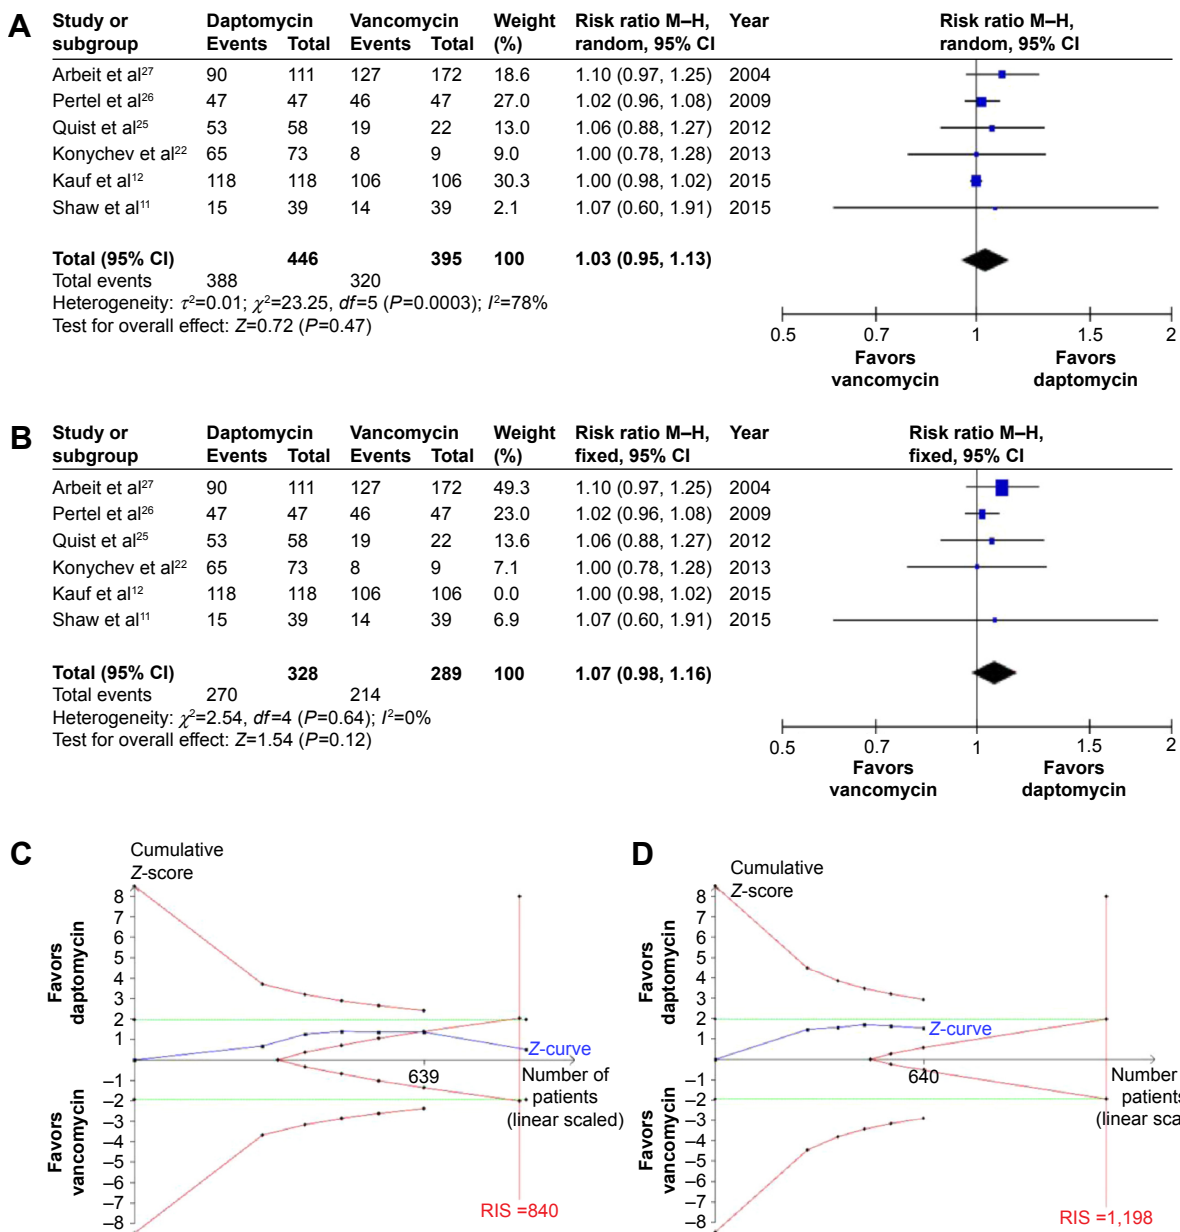 A
Study or subgroup Daptomycin Events Total Vancomycin Events Total Weight (%) Risk ratio M–H, random, 95% CI Year Risk ratio M–H, random, 95% CI
Arbeit et al27 90 111 127 172 18.6 1.10 (0.97, 1.25) 2004
Pertel et al26 47 47 46 47 27.0 1.02 (0.96, 1.08) 2009
Quist et al25 53 58 19 22 13.0 1.06 (0.88, 1.27) 2012
Konychev et al22 65 73 8 9 9.0 1.00 (0.78, 1.28) 2013
Kauf et al12 118 118 106 106 30.3 1.00 (0.98, 1.02) 2015
Shaw et al11 15 39 14 39 2.1 1.07 (0.60, 1.91) 2015
Total (95% CI) 446 395 100 1.03 (0.95, 1.13)
Total events 388 320
Heterogeneity: τ2=0.01; χ2=23.25, df=5 (P=0.0003); I2=78%
Test for overall effect: Z=0.72 (P=0.47)
0.5 0.7 1 1.5 2
Favors vancomycin Favors daptomycin
B
Study or subgroup Daptomycin Events Total Vancomycin Events Total Weight (%) Risk ratio M–H, fixed, 95% CI Year Risk ratio M–H, fixed, 95% CI
Arbeit et al27 90 111 127 172 49.3 1.10 (0.97, 1.25) 2004
Pertel et al26 47 47 46 47 23.0 1.02 (0.96, 1.08) 2009
Quist et al25 53 58 19 22 13.6 1.06 (0.88, 1.27) 2012
Konychev et al22 65 73 8 9 7.1 1.00 (0.78, 1.28) 2013
Kauf et al12 118 118 106 106 0.0 1.00 (0.98, 1.02) 2015
Shaw et al11 15 39 14 39 6.9 1.07 (0.60, 1.91) 2015
Total (95% CI) 328 289 100 1.07 (0.98, 1.16)
Total events 270 214
Heterogeneity: χ2=2.54, df=4 (P=0.64); I2=0%
Test for overall effect: Z=1.54 (P=0.12)
0.5 0.7 1 1.5 2
Favors vancomycin Favors daptomycin
C
Cumulative
Z-score
8
7
6
5
4
3
2
1
–1
–2
–3
–4
–5
–6
–7
–8
Favors daptomycin
Favors vancomycin
Z-curve
639
Number of
patients
(linear scaled)
RIS =840
D
Cumulative
Z-score
8
7
6
5
4
3
2
1
–1
–2
–3
–4
–5
–6
–7
–8
Favors daptomycin
Favors vancomycin
Z-curve
640
Number
patients
(linear sca
RIS =1,198